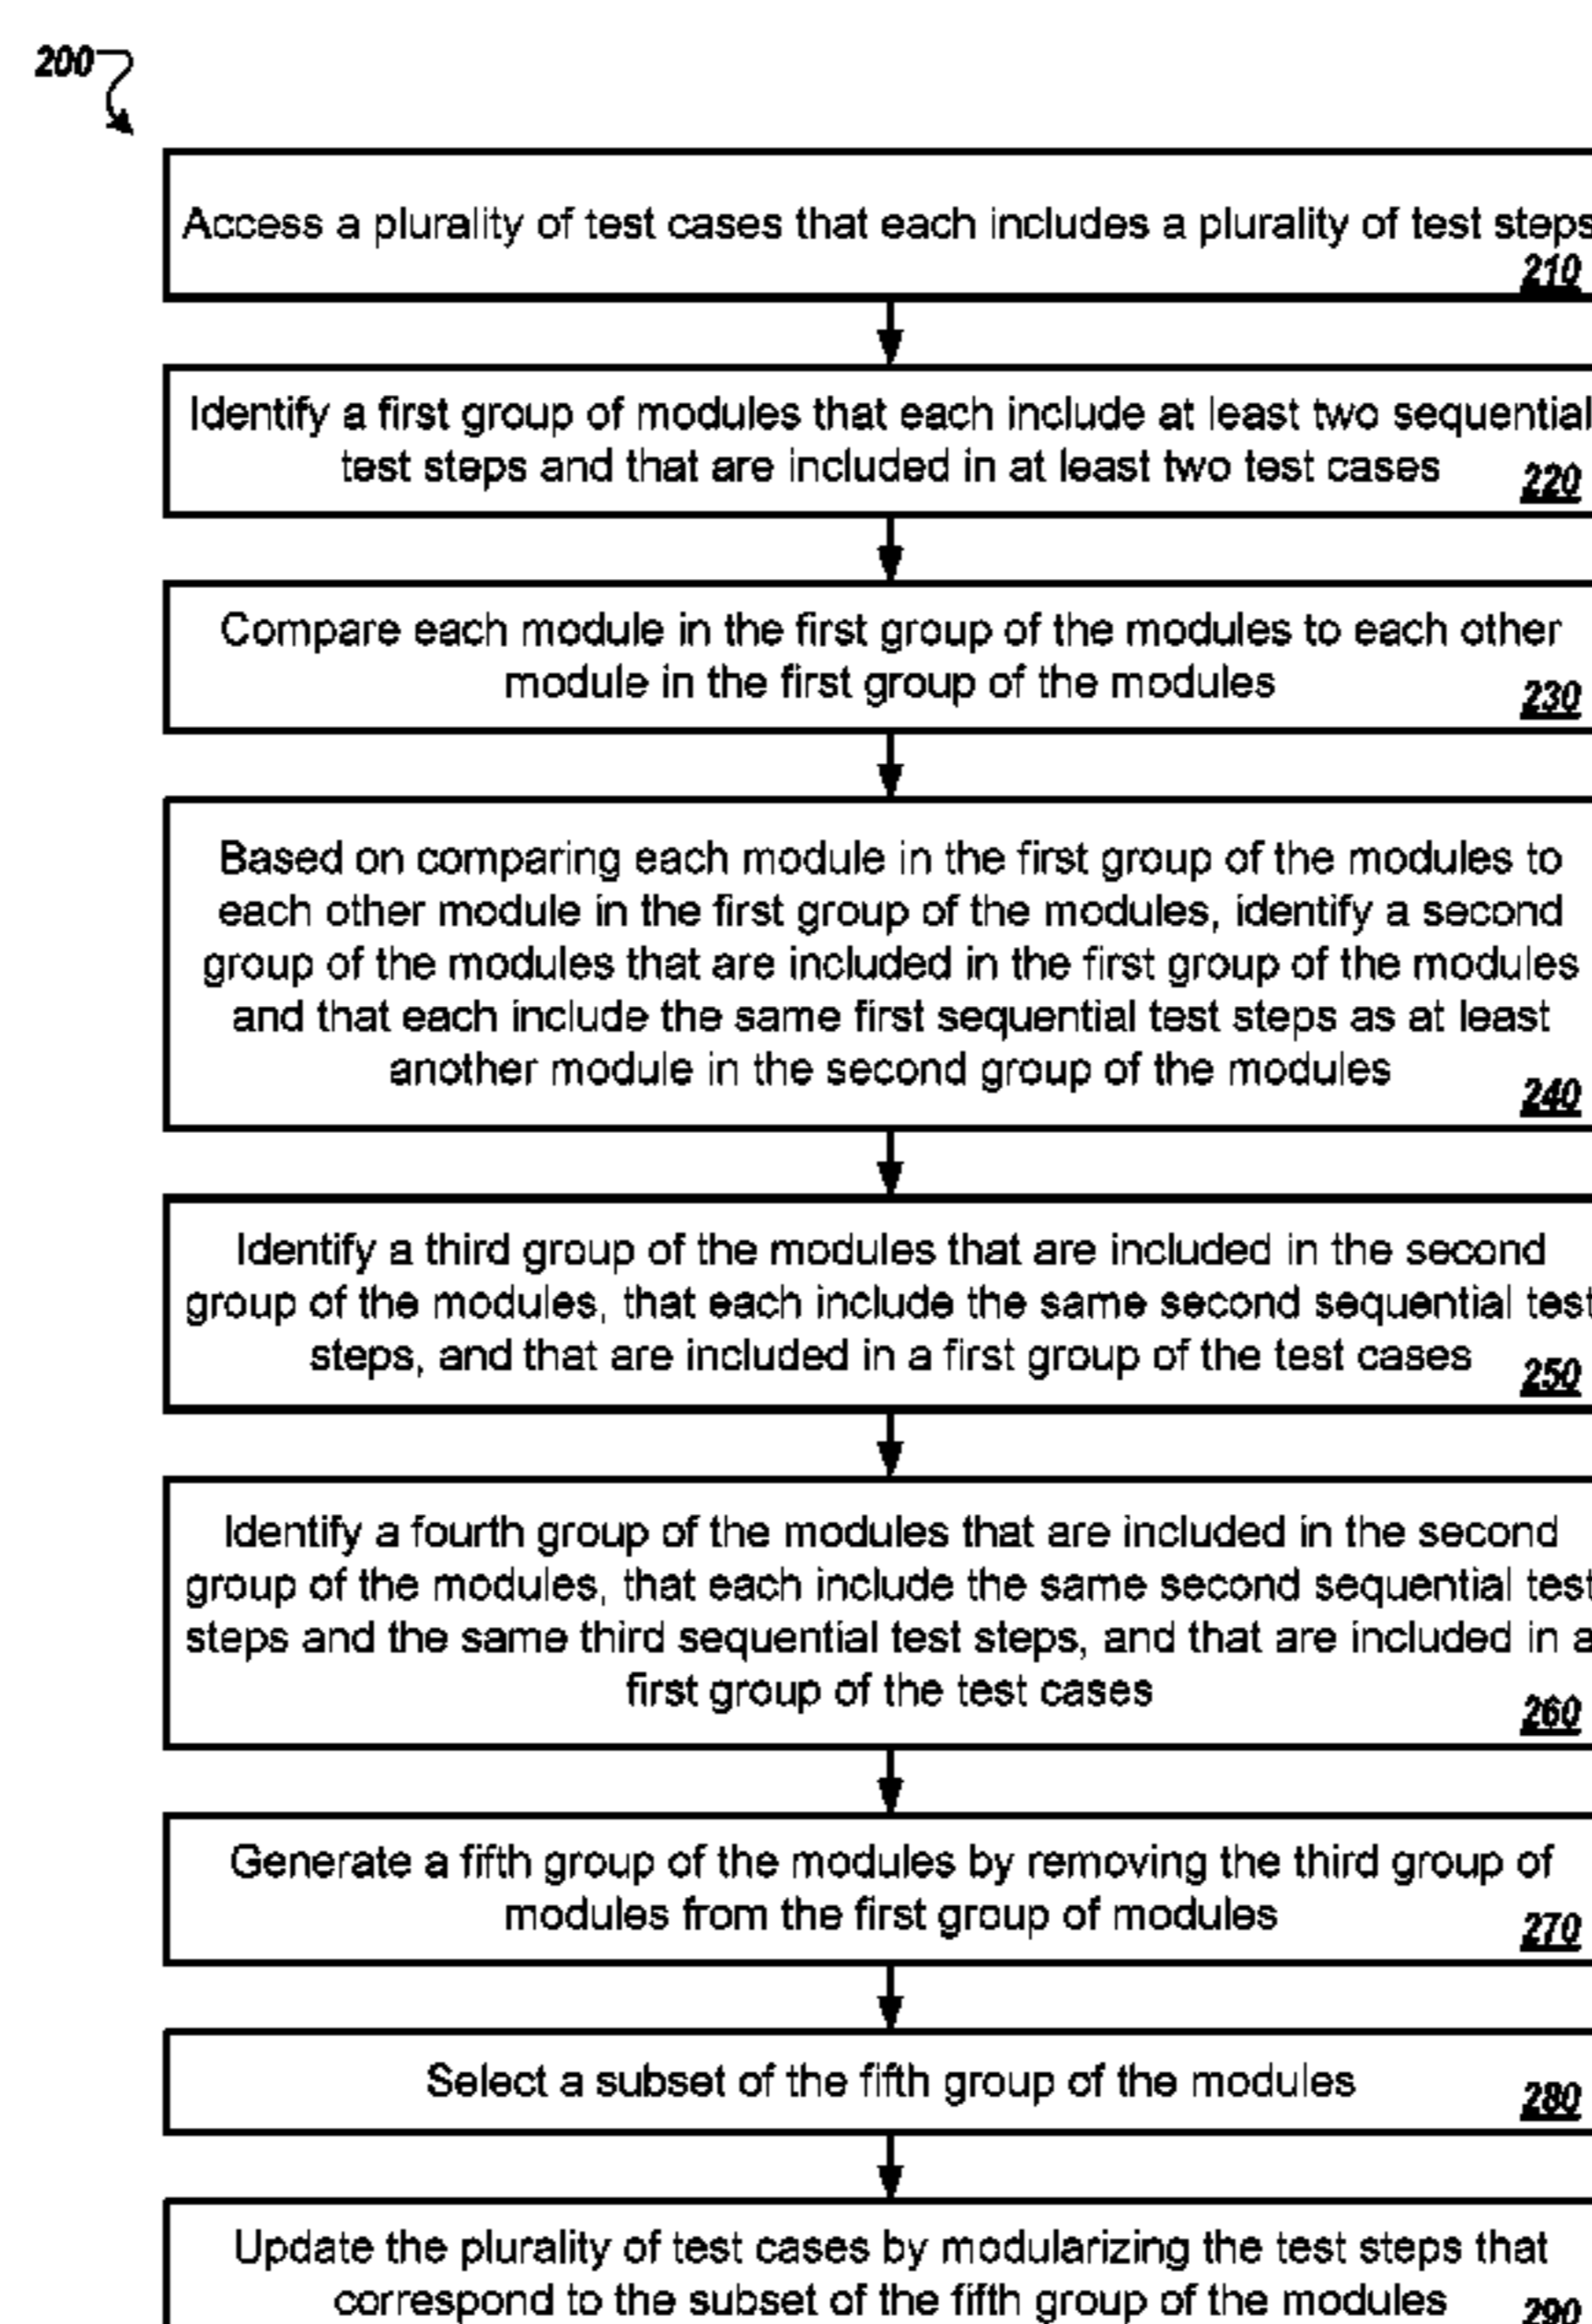 200
Access a plurality of test cases that each includes a plurality of test steps
210
Identify a first group of modules that each include at least two sequential
test steps and that are included in at least two test cases
220
Compare each module in the first group of the modules to each other
module in the first group of the modules
230
Based on comparing each module in the first group of the modules to
each other module in the first group of the modules, identify a second
group of the modules that are included in the first group of the modules
and that each include the same first sequential test steps as at least
another module in the second group of the modules
240
Identify a third group of the modules that are included in the second
group of the modules, that each include the same second sequential test
steps, and that are included in a first group of the test cases
250
Identify a fourth group of the modules that are included in the second
group of the modules, that each include the same second sequential test
steps and the same third sequential test steps, and that are included in a
first group of the test cases
260
Generate a fifth group of the modules by removing the third group of
modules from the first group of modules
270
Select a subset of the fifth group of the modules
280
Update the plurality of test cases by modularizing the test steps that
correspond to the subset of the fifth group of the modules
290